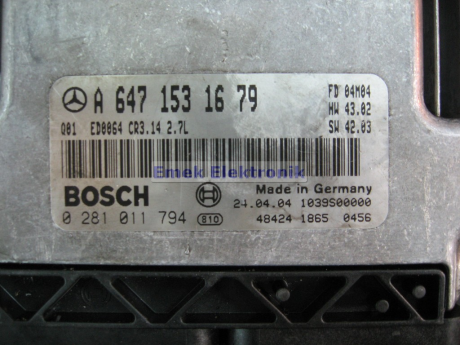 A 647 153 16 79
FD 04M04
HW 43.02
Q01 ED0064 CR3.14 2.7L
SW 42.03
Emek Elektronik
BOSCH
Made in Germany
24.04.04 1039S00000
0 281 011 794
810
48424 1865 0456